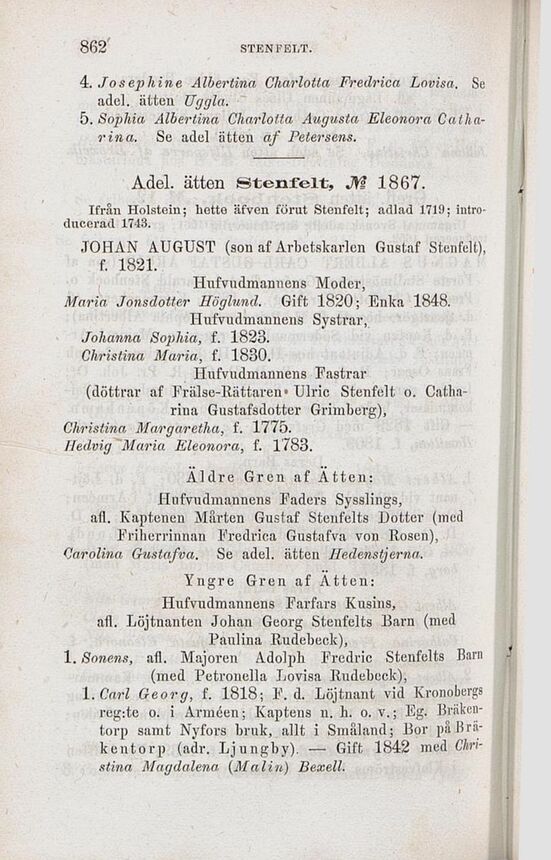 862 STENFELT.
4. Josephine Albertina Charlotta Fredrica Lovisa. Se
adel. ätten Uggla.
5. Sophia Albertina Charlotta Augusta Eleonora Catha-
rina. Se adel ätten af Petersens.
Adel. ätten Stenfelt, № 1867.
Ifrån Holstein; hette äfven förut Stenfelt; adlad 1719; intro-
ducerad 1743.
JOHAN AUGUST (son af Arbetskarlen Gustaf Stenfelt),
f. 1821.
Hufvudmannens Moder,
Maria Jonsdotter Höglund. Gift 1820; Enka 1848.
Hufvudmannens Systrar,
Johanna Sophia, f. 1823.
Christina Maria, f. 1830.
Hufvudmannens Fastrar
(döttrar af Frälse-Rättaren Ulric Stenfelt o. Catha-
rina Gustafsdotter Grimberg),
Christina Margaretha, f. 1775.
Hedvig Maria Eleonora, f. 1783.
Äldre Gren af Ätten:
Hufvudmannens Faders Sysslings,
afl. Kaptenen Mårten Gustaf Stenfelts Dotter (med
Friherrinnan Fredrica Gustafva von Rosen),
Carolina Gustafva. Se adel. ätten Hedenstjerna.
Yngre Gren af Ätten:
Hufvudmannens Farfars Kusins,
afl. Löjtnanten Johan Georg Stenfelts Barn (med
Paulina Rudebeck),
1. Sonens, afl. Majoren Adolph Fredric Stenfelts Barn
(med Petronella Lovisa Rudebeck),
1. Carl Georg, f. 1818; F. d. Löjtnant vid Kronobergs
reg:te o. i Arméen; Kaptens n. h. o. v.; Eg. Bräken-
torp samt Nyfors bruk, allt i Småland; Bor på Brä-
kentorp (adr. Ljungby). — Gift 1842 med Chri-
stina Magdalena (Malin) Bexell.